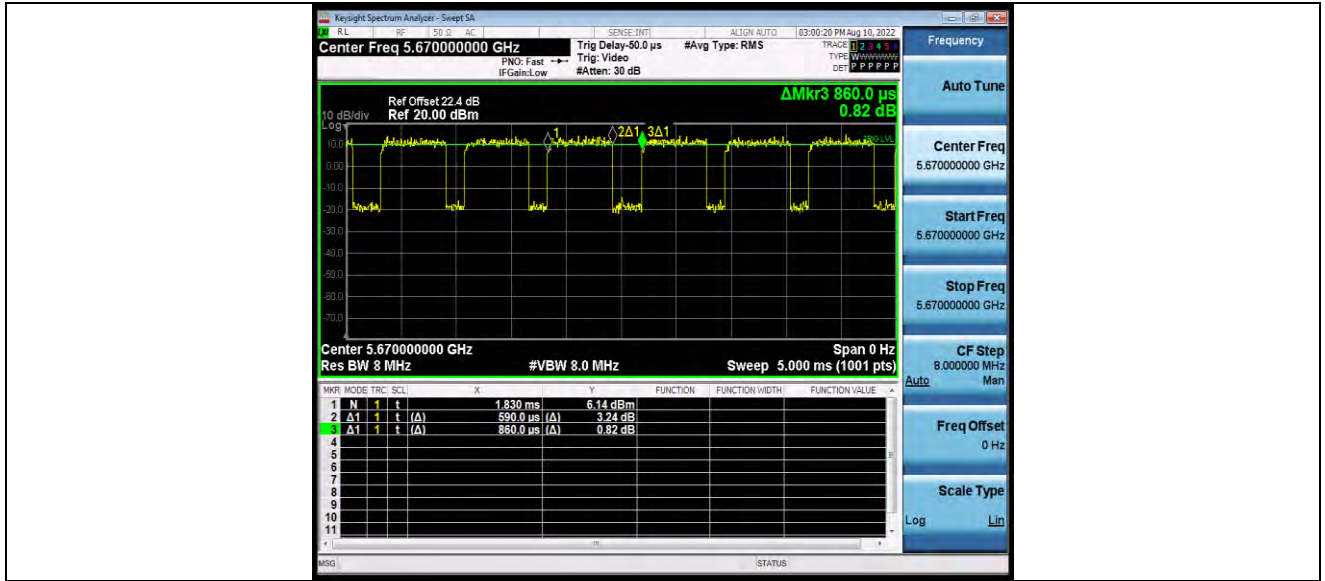 Keysight Spectrum Analyzer - Swept SA
RL RF 50 Ω AC SENSE:INT ALIGN AUTO 03:00:20 PM Aug 10, 2022
Center Freq 5.670000000 GHz
PNO: Fast
IFGain:Low
Trig Delay-50.0 µs
Trig: Video
#Atten: 30 dB
#Avg Type: RMS
TRACE 1 2 3 4 5 6
TYPE WWWWWW
DET P P P P P P
ΔMkr3 860.0 µs
0.82 dB
Ref Offset 22.4 dB
10 dB/div Ref 20.00 dBm
Log
1 2Δ1 3Δ1
TRIG LVL
10.0
0.00
-10.0
-20.0
-30.0
-40.0
-50.0
-60.0
-70.0
Center 5.670000000 GHz Span 0 Hz
Res BW 8 MHz #VBW 8.0 MHz Sweep 5.000 ms (1001 pts)
MKR MODE TRC SCL X Y FUNCTION FUNCTION WIDTH FUNCTION VALUE
1 N 1 t 1.830 ms 6.14 dBm
2 Δ1 1 t (Δ) 590.0 µs (Δ) 3.24 dB
3 Δ1 1 t (Δ) 860.0 µs (Δ) 0.82 dB
4
5
6
7
8
9
10
11
MSG STATUS
Frequency
Auto Tune
Center Freq
5.670000000 GHz
Start Freq
5.670000000 GHz
Stop Freq
5.670000000 GHz
CF Step
8.000000 MHz
Auto Man
Freq Offset
0 Hz
Scale Type
Log Lin